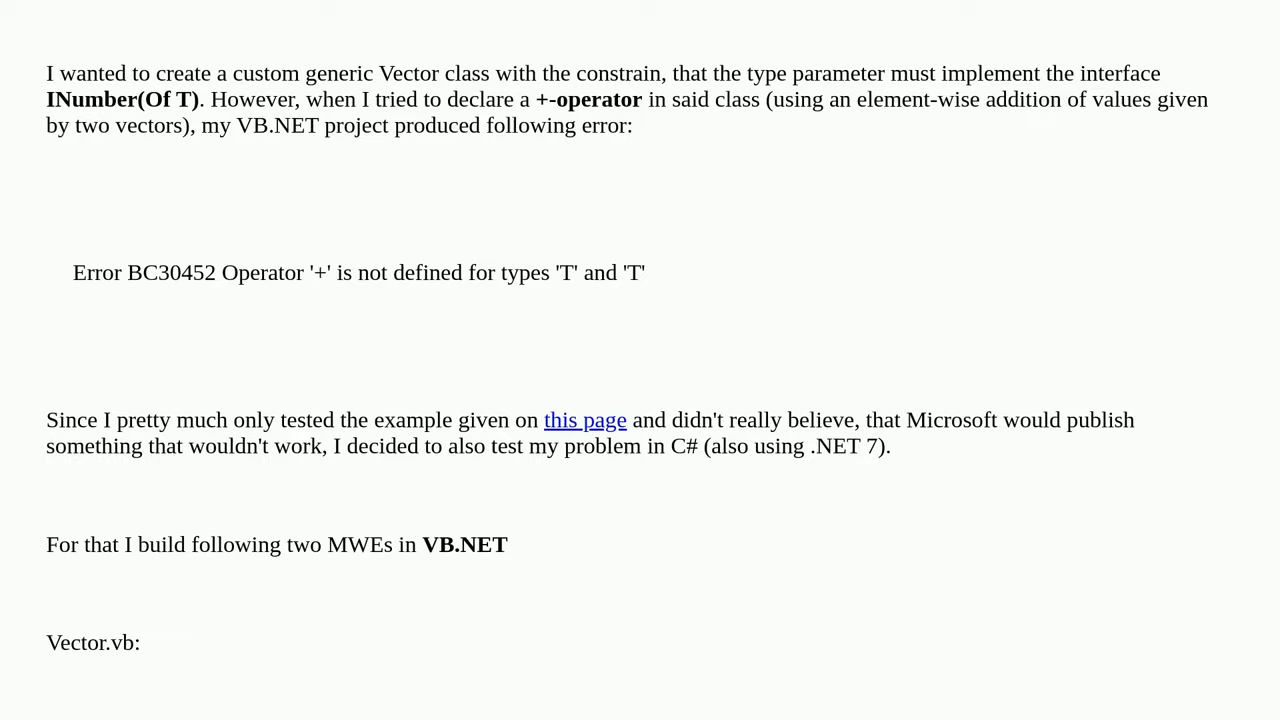 I wanted to create a custom generic Vector class with the constrain, that the type parameter must implement the interface
INumber(Of T). However, when I tried to declare a +-operator in said class (using an element-wise addition of values given
by two vectors), my VB.NET project produced following error:
Error BC30452 Operator '+' is not defined for types 'T' and 'T'
Since I pretty much only tested the example given on this page and didn't really believe, that Microsoft would publish
something that wouldn't work, I decided to also test my problem in C# (also using .NET 7).
For that I build following two MWEs in VB.NET
Vector.vb: